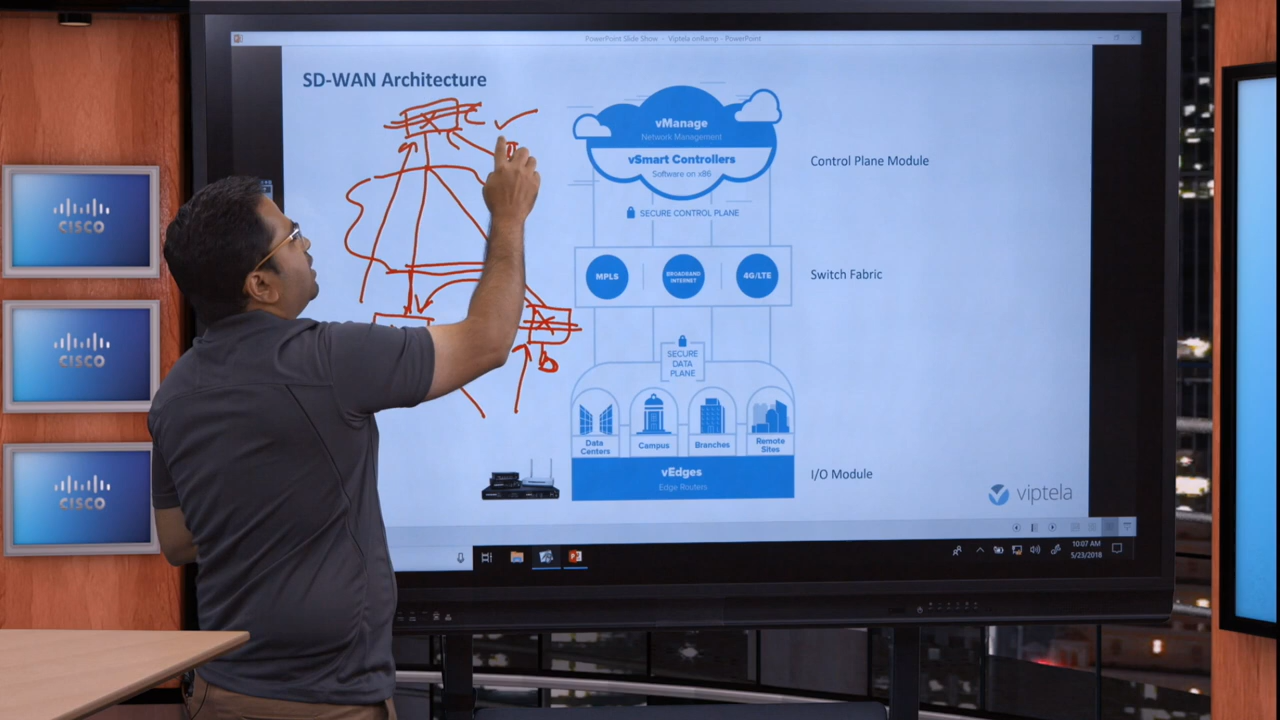 PowerPoint Slide Show - Viptela onRamp - PowerPoint
SD-WAN Architecture
vManage
Network Management
vSmart Controllers
Software on x86
Control Plane Module
SECURE CONTROL PLANE
MPLS
BROADBAND
INTERNET
4G/LTE
Switch Fabric
SECURE
DATA
PLANE
Data
Centers
Campus
Branches
Remote
Sites
vEdges
Edge Routers
I/O Module
viptela
10:07 AM
5/23/2018
CISCO
CISCO
CISCO